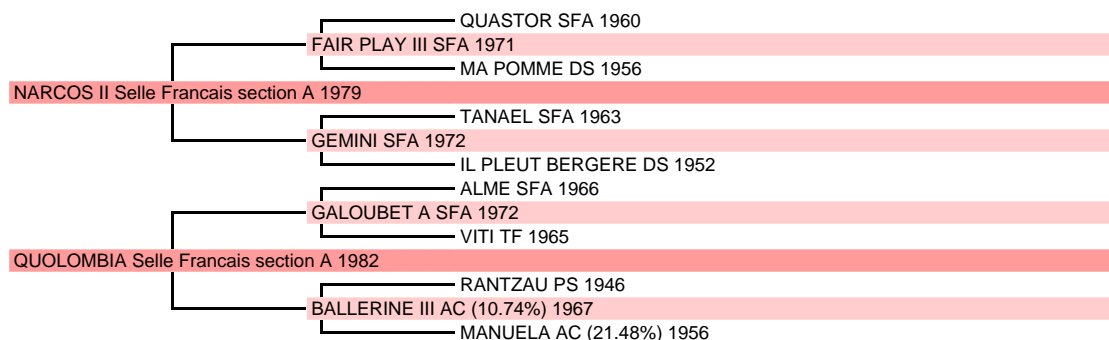 QUASTOR SFA 1960
FAIR PLAY III SFA 1971
MA POMME DS 1956
NARCOS II Selle Francais section A 1979
TANAEL SFA 1963
GEMINI SFA 1972
IL PLEUT BERGERE DS 1952
ALME SFA 1966
GALOUBET A SFA 1972
VITI TF 1965
QUOLOMBIA Selle Francais section A 1982
RANTZAU PS 1946
BALLERINE III AC (10.74%) 1967
MANUELA AC (21.48%) 1956